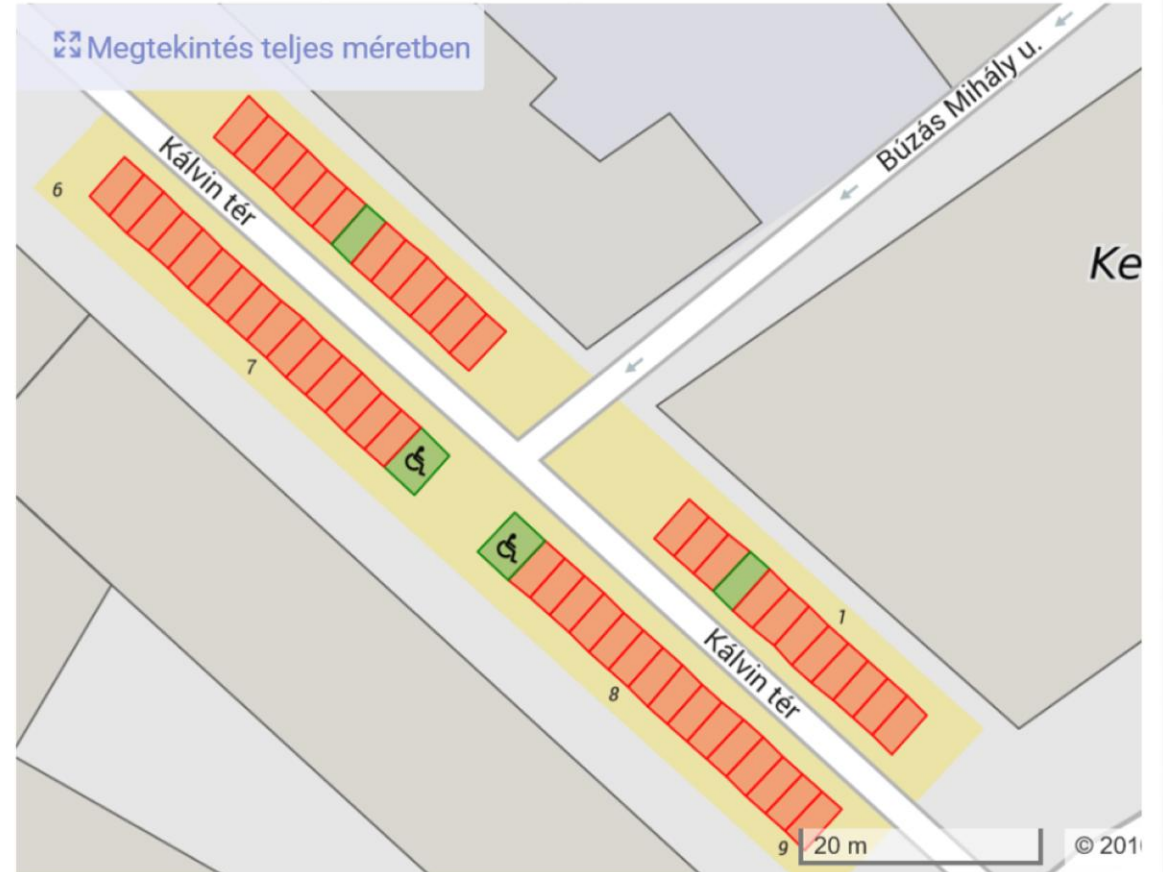 Megtekintés teljes méretben
Búzás Mihály u.
Kálvin tér
6
7
Ke
1
Kálvin tér
8
9
20 m
© 201